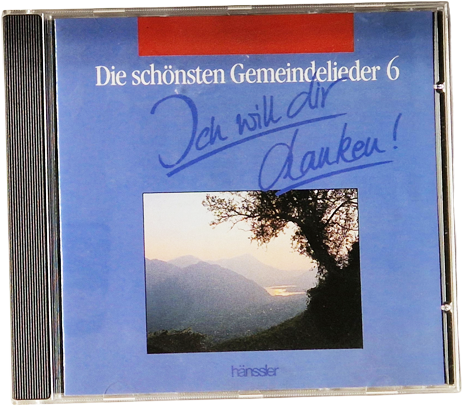 Die schönsten Gemeindelieder 6
Ich will dir
danken!
hänssler